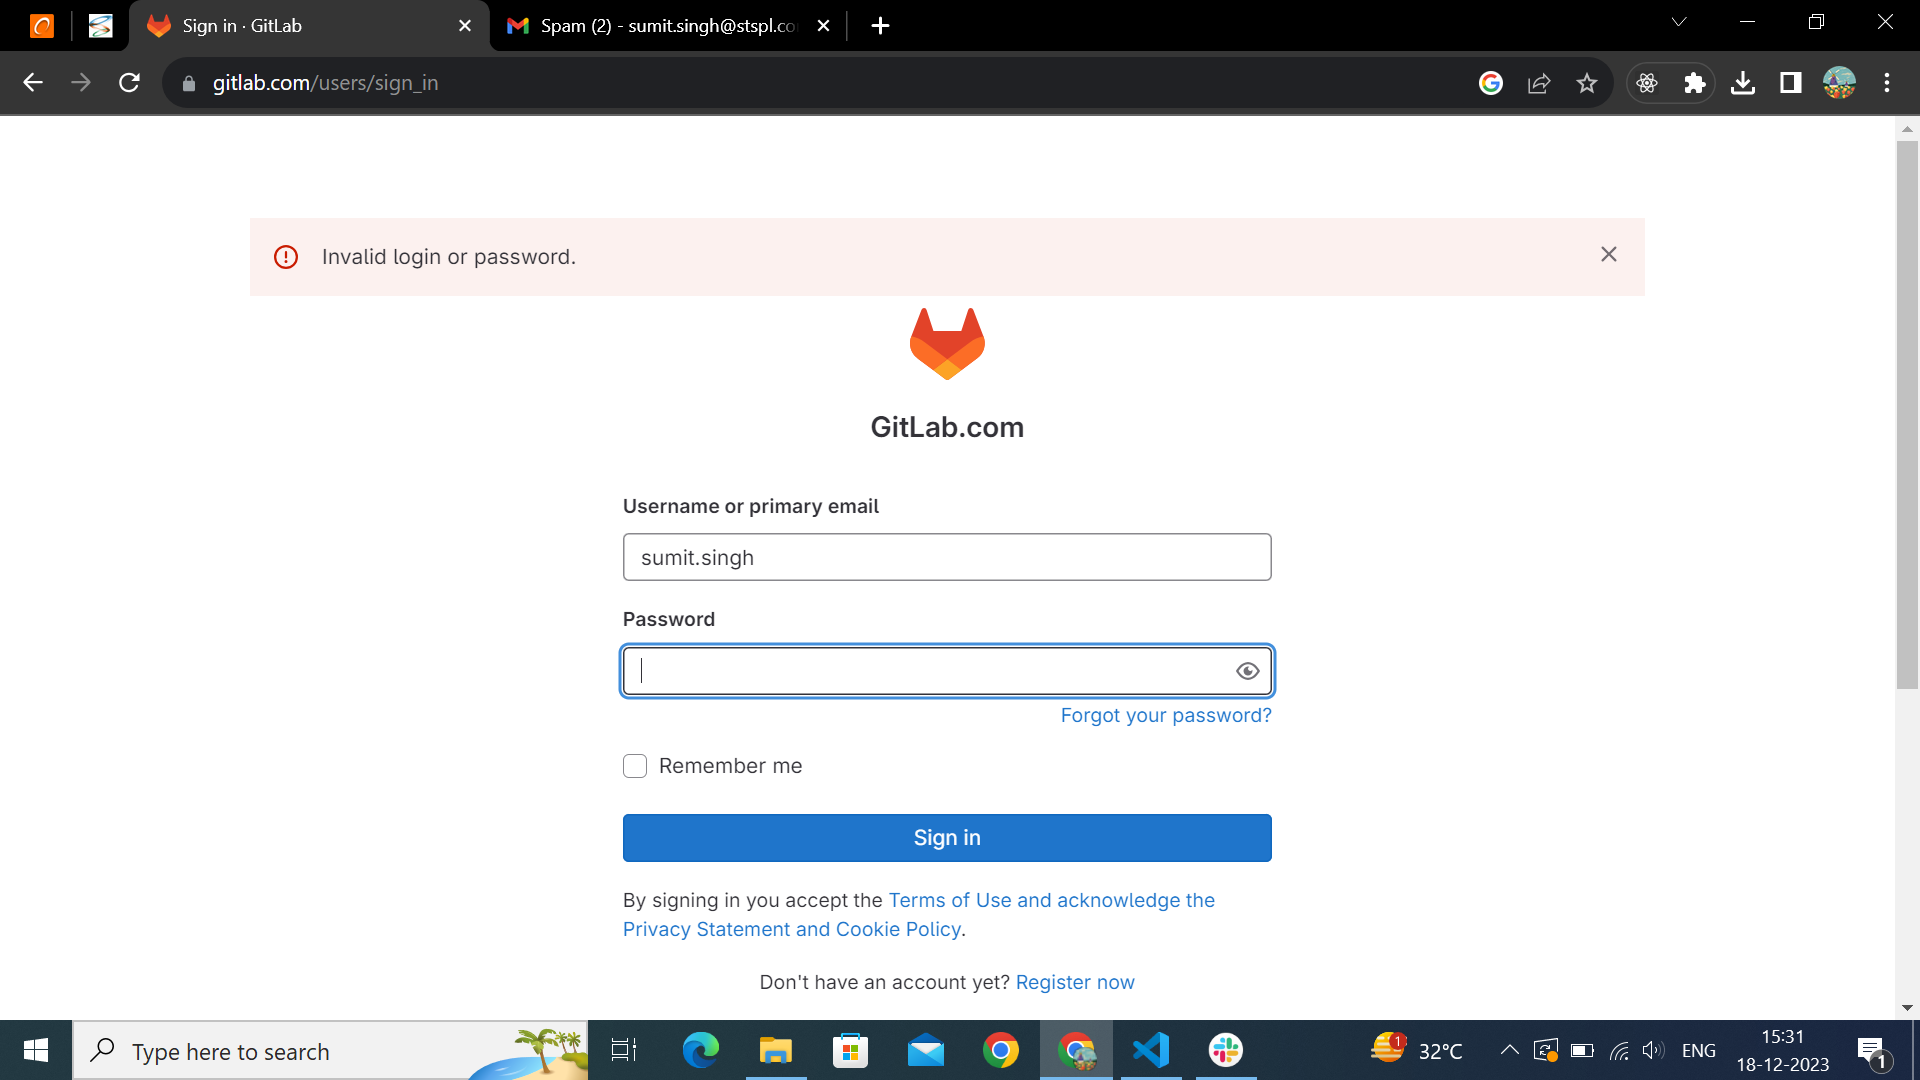 Sign in · GitLab
Spam (2) - sumit.singh@stspl.co
gitlab.com/users/sign_in
Invalid login or password.
GitLab.com
Username or primary email
sumit.singh
Password
Forgot your password?
Remember me
Sign in
By signing in you accept the Terms of Use and acknowledge the
Privacy Statement and Cookie Policy.
Don't have an account yet? Register now
Type here to search
1
32°C
ENG
15:31
18-12-2023
1